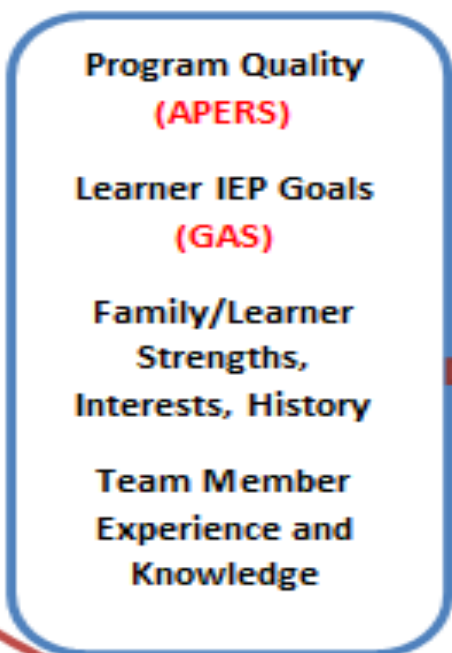 Program Quality
(APERS)
Learner IEP Goals
(GAS)
Family/Learner
Strengths,
Interests, History
Team Member
Experience and
Knowledge